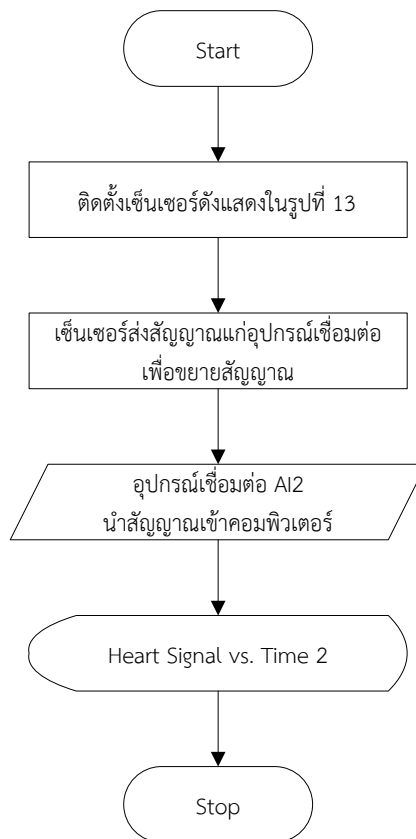 Start
ติดตั้งเซ็นเซอร์ดังแสดงในรูปที่ 13
เซ็นเซอร์ส่งสัญญาณแก่อุปกรณ์เชื่อมต่อ
เพื่อขยายสัญญาณ
อุปกรณ์เชื่อมต่อ AI2
นำสัญญาณเข้าคอมพิวเตอร์
Heart Signal vs. Time 2
Stop